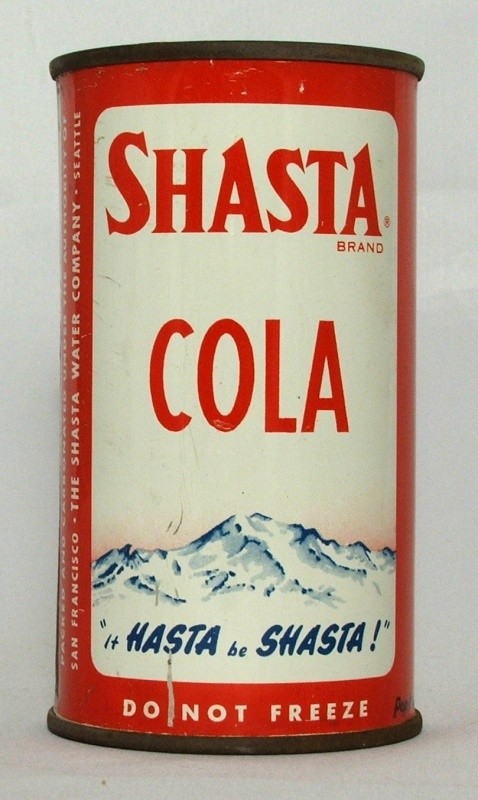 SHASTA®
BRAND
COLA
"it HASTA be SHASTA!"
DO NOT FREEZE
PACKED AND CARBONATED UNDER THE AUTHORITY OF
SAN FRANCISCO • THE SHASTA WATER COMPANY • SEATTLE